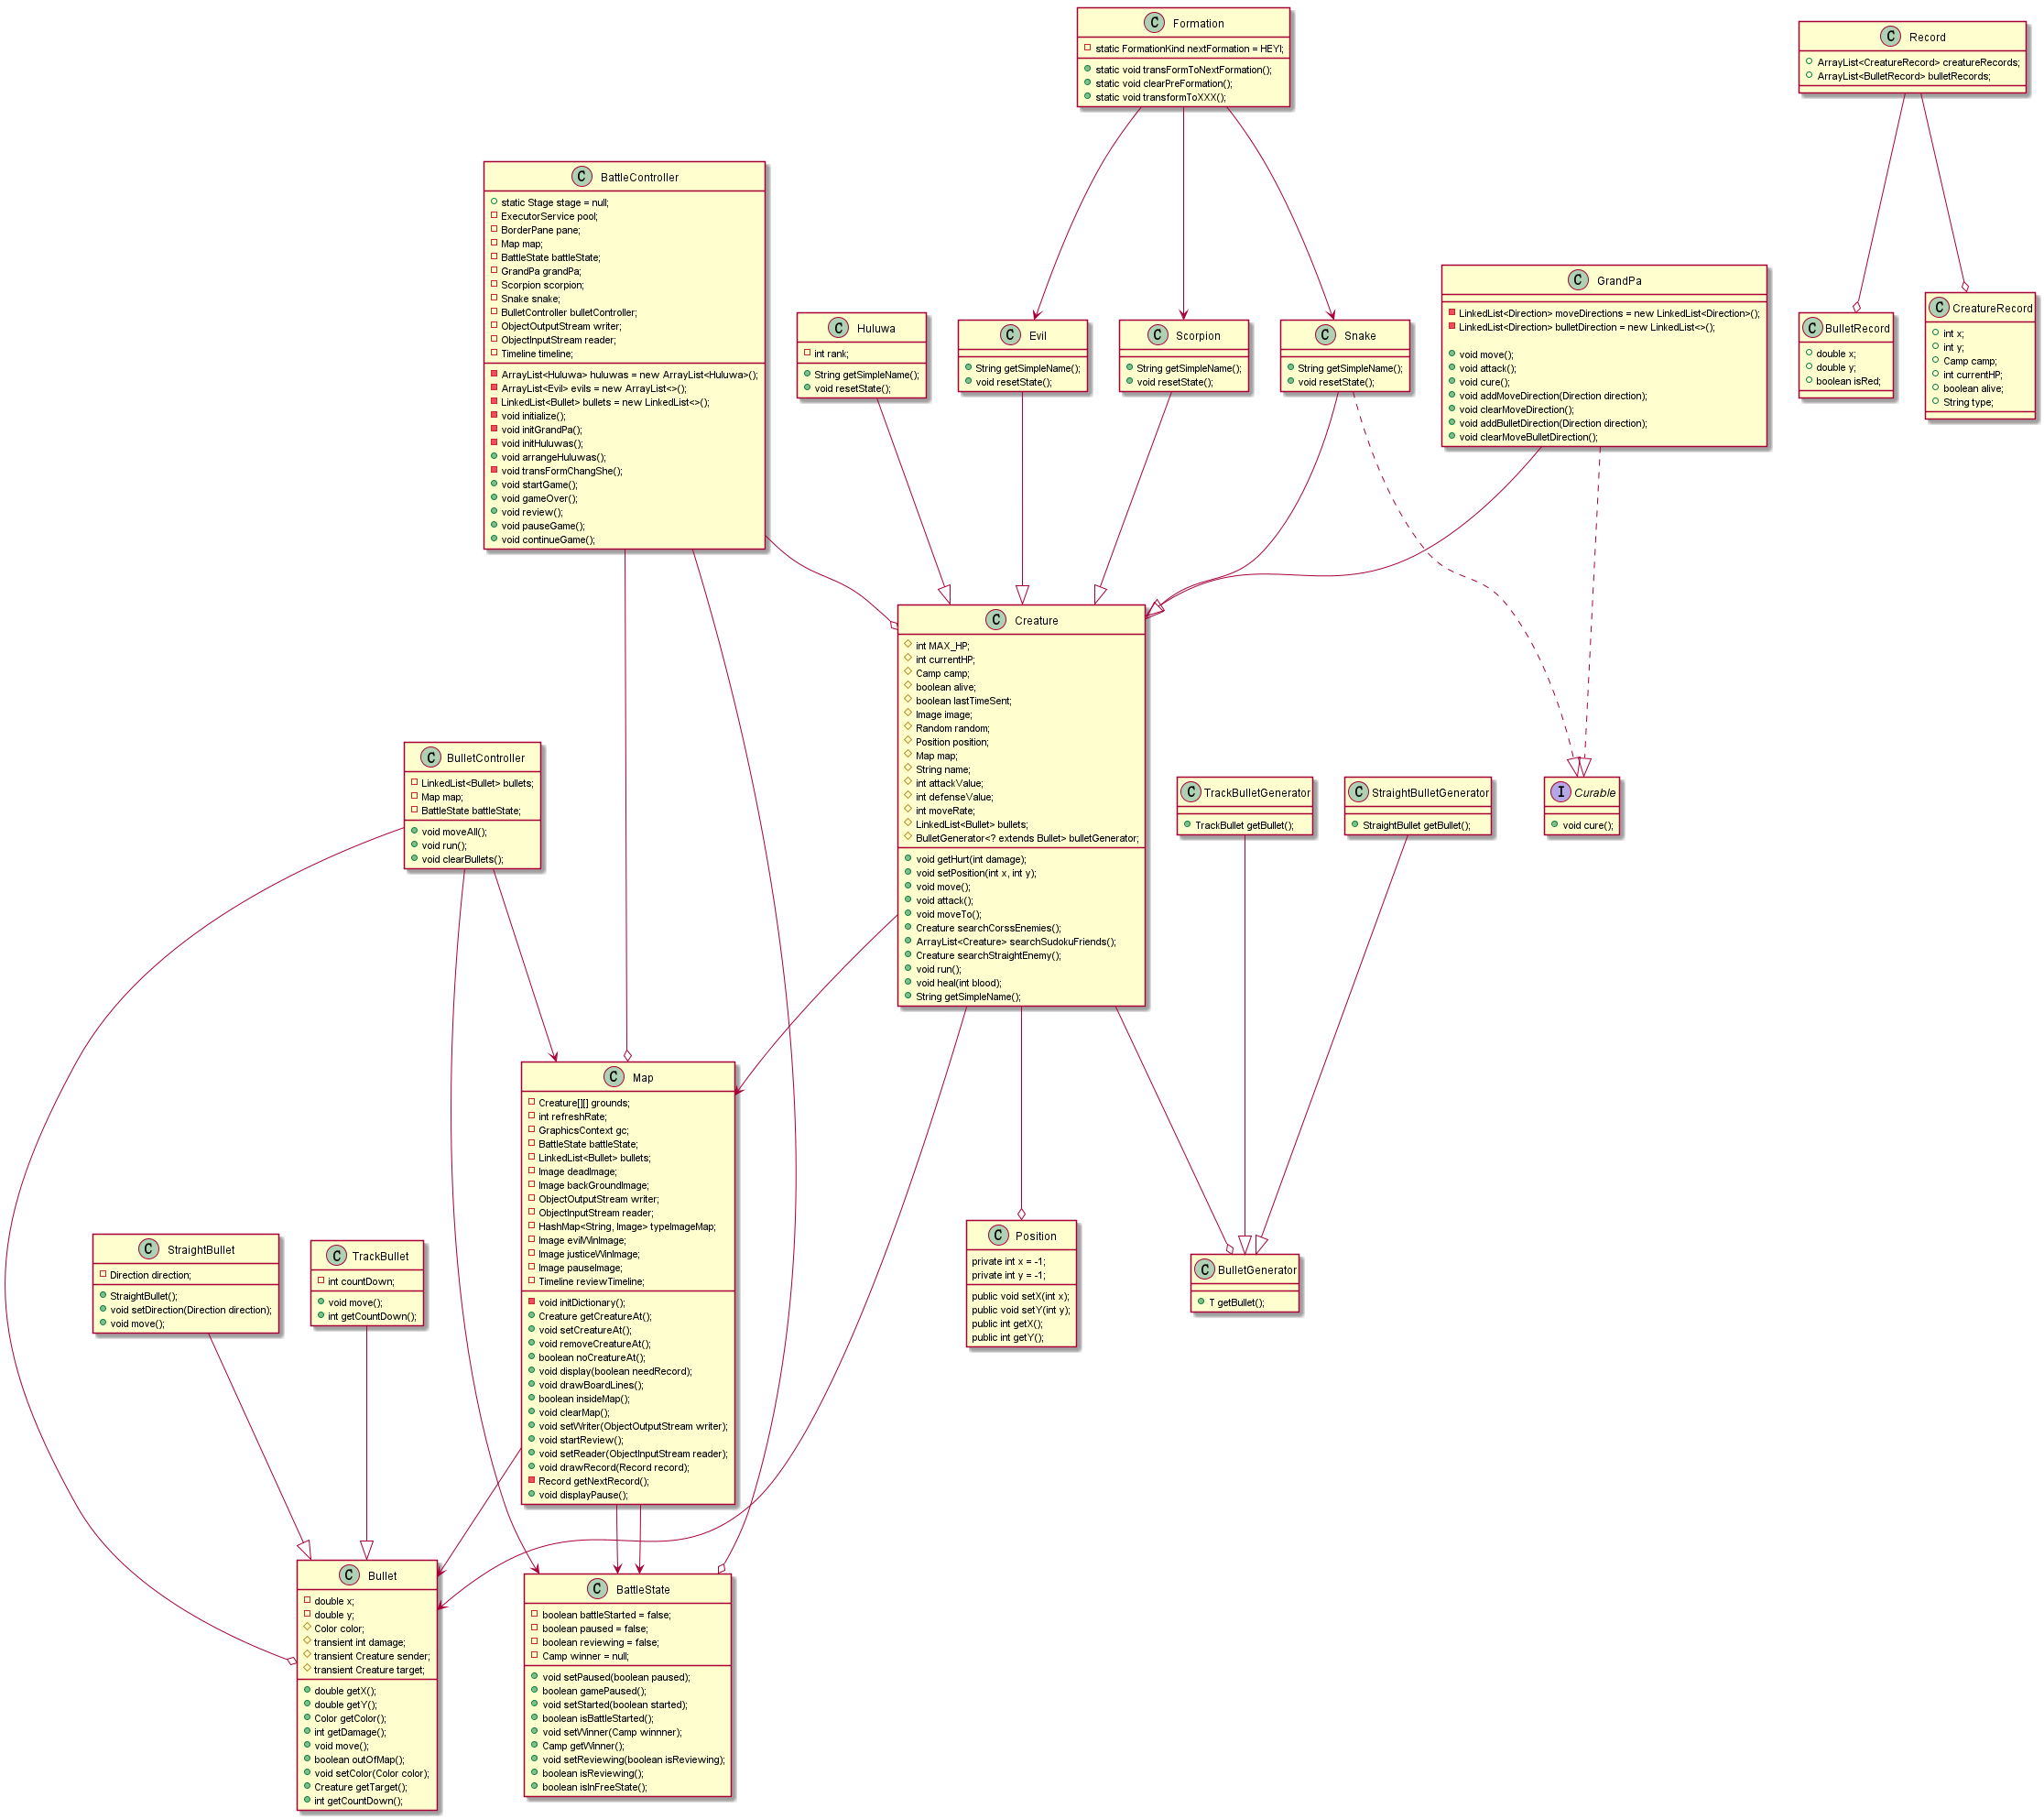 C Formation
static FormationKind nextFormation = HEYI;
static void transFormToNextFormation();
static void clearPreFormation();
static void transformToXXX();
C Record
ArrayList<CreatureRecord> creatureRecords;
ArrayList<BulletRecord> bulletRecords;
C BattleController
static Stage stage = null;
ExecutorService pool;
BorderPane pane;
Map map;
BattleState battleState;
GrandPa grandPa;
Scorpion scorpion;
Snake snake;
BulletController bulletController;
ObjectOutputStream writer;
ObjectInputStream reader;
Timeline timeline;
ArrayList<Huluwa> huluwas = new ArrayList<Huluwa>();
ArrayList<Evil> evils = new ArrayList<>();
LinkedList<Bullet> bullets = new LinkedList<>();
void initialize();
void initGrandPa();
void initHuluwas();
void arrangeHuluwas();
void transFormChangShe();
void startGame();
void gameOver();
void review();
void pauseGame();
void continueGame();
C Huluwa
int rank;
String getSimpleName();
void resetState();
C Evil
String getSimpleName();
void resetState();
C Scorpion
String getSimpleName();
void resetState();
C Snake
String getSimpleName();
void resetState();
C GrandPa
LinkedList<Direction> moveDirections = new LinkedList<Direction>();
LinkedList<Direction> bulletDirection = new LinkedList<>();
void move();
void attack();
void cure();
void addMoveDirection(Direction direction);
void clearMoveDirection();
void addBulletDirection(Direction direction);
void clearMoveBulletDirection();
C BulletRecord
double x;
double y;
boolean isRed;
C CreatureRecord
int x;
int y;
Camp camp;
int currentHP;
boolean alive;
String type;
C Creature
int MAX_HP;
int currentHP;
Camp camp;
boolean alive;
boolean lastTimeSent;
Image image;
Random random;
Position position;
Map map;
String name;
int attackValue;
int defenseValue;
int moveRate;
LinkedList<Bullet> bullets;
BulletGenerator<? extends Bullet> bulletGenerator;
void getHurt(int damage);
void setPosition(int x, int y);
void move();
void attack();
void moveTo();
Creature searchCorssEnemies();
ArrayList<Creature> searchSudokuFriends();
Creature searchStraightEnemy();
void run();
void heal(int blood);
String getSimpleName();
C BulletController
LinkedList<Bullet> bullets;
Map map;
BattleState battleState;
void moveAll();
void run();
void clearBullets();
C TrackBulletGenerator
TrackBullet getBullet();
C StraightBulletGenerator
StraightBullet getBullet();
I Curable
void cure();
C Map
Creature[][] grounds;
int refreshRate;
GraphicsContext gc;
BattleState battleState;
LinkedList<Bullet> bullets;
Image deadImage;
Image backGroundImage;
ObjectOutputStream writer;
ObjectInputStream reader;
HashMap<String, Image> typeImageMap;
Image evilWinImage;
Image justiceWinImage;
Image pauseImage;
Timeline reviewTimeline;
void initDictionary();
Creature getCreatureAt();
void setCreatureAt();
void removeCreatureAt();
boolean noCreatureAt();
void display(boolean needRecord);
void drawBoardLines();
boolean insideMap();
void clearMap();
void setWriter(ObjectOutputStream writer);
void startReview();
void setReader(ObjectInputStream reader);
void drawRecord(Record record);
Record getNextRecord();
void displayPause();
C StraightBullet
Direction direction;
StraightBullet();
void setDirection(Direction direction);
void move();
C TrackBullet
int countDown;
void move();
int getCountDown();
C Position
private int x = -1;
private int y = -1;
public void setX(int x);
public void setY(int y);
public int getX();
public int getY();
C BulletGenerator
T getBullet();
C Bullet
double x;
double y;
Color color;
transient int damage;
transient Creature sender;
transient Creature target;
double getX();
double getY();
Color getColor();
int getDamage();
void move();
boolean outOfMap();
void setColor(Color color);
Creature getTarget();
int getCountDown();
C BattleState
boolean battleStarted = false;
boolean paused = false;
boolean reviewing = false;
Camp winner = null;
void setPaused(boolean paused);
boolean gamePaused();
void setStarted(boolean started);
boolean isBattleStarted();
void setWinner(Camp winnner);
Camp getWinner();
void setReviewing(boolean isReviewing);
boolean isReviewing();
boolean isInFreeState();